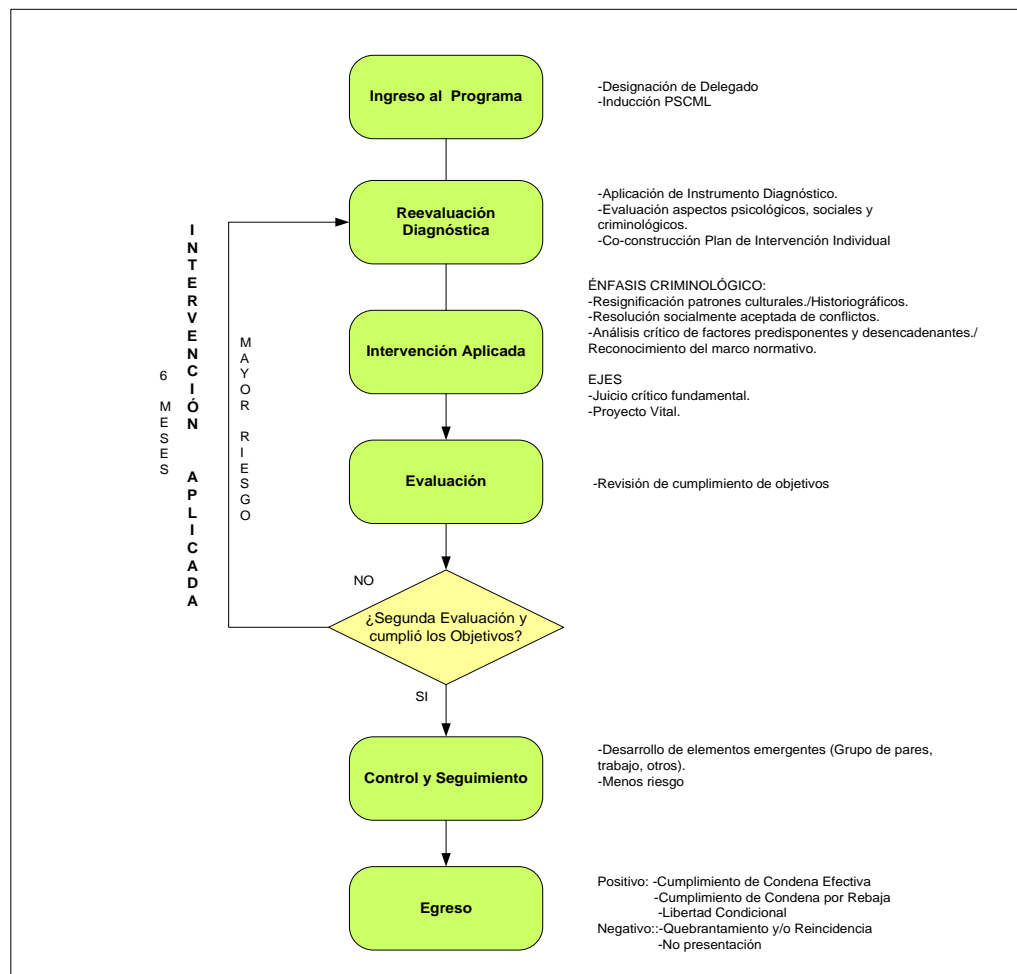 Ingreso al Programa
-Designación de Delegado
-Inducción PSCML
Reevaluación
Diagnóstica
-Aplicación de Instrumento Diagnóstico.
-Evaluación aspectos psicológicos, sociales y
criminológicos.
-Co-construcción Plan de Intervención Individual
INTERVENCIÓN APLICADA
6 MESES
MAYOR RIESGO
Intervención Aplicada
ÉNFASIS CRIMINOLÓGICO:
-Resignificación patrones culturales./Historiográficos.
-Resolución socialmente aceptada de conflictos.
-Análisis crítico de factores predisponentes y desencadenantes./
Reconocimiento del marco normativo.
EJES
-Juicio crítico fundamental.
-Proyecto Vital.
Evaluación
-Revisión de cumplimiento de objetivos
NO
¿Segunda Evaluación y
cumplió los Objetivos?
SI
Control y Seguimiento
-Desarrollo de elementos emergentes (Grupo de pares,
trabajo, otros).
-Menos riesgo
Egreso
Positivo: -Cumplimiento de Condena Efectiva
-Cumplimiento de Condena por Rebaja
-Libertad Condicional
Negativo::-Quebrantamiento y/o Reincidencia
-No presentación